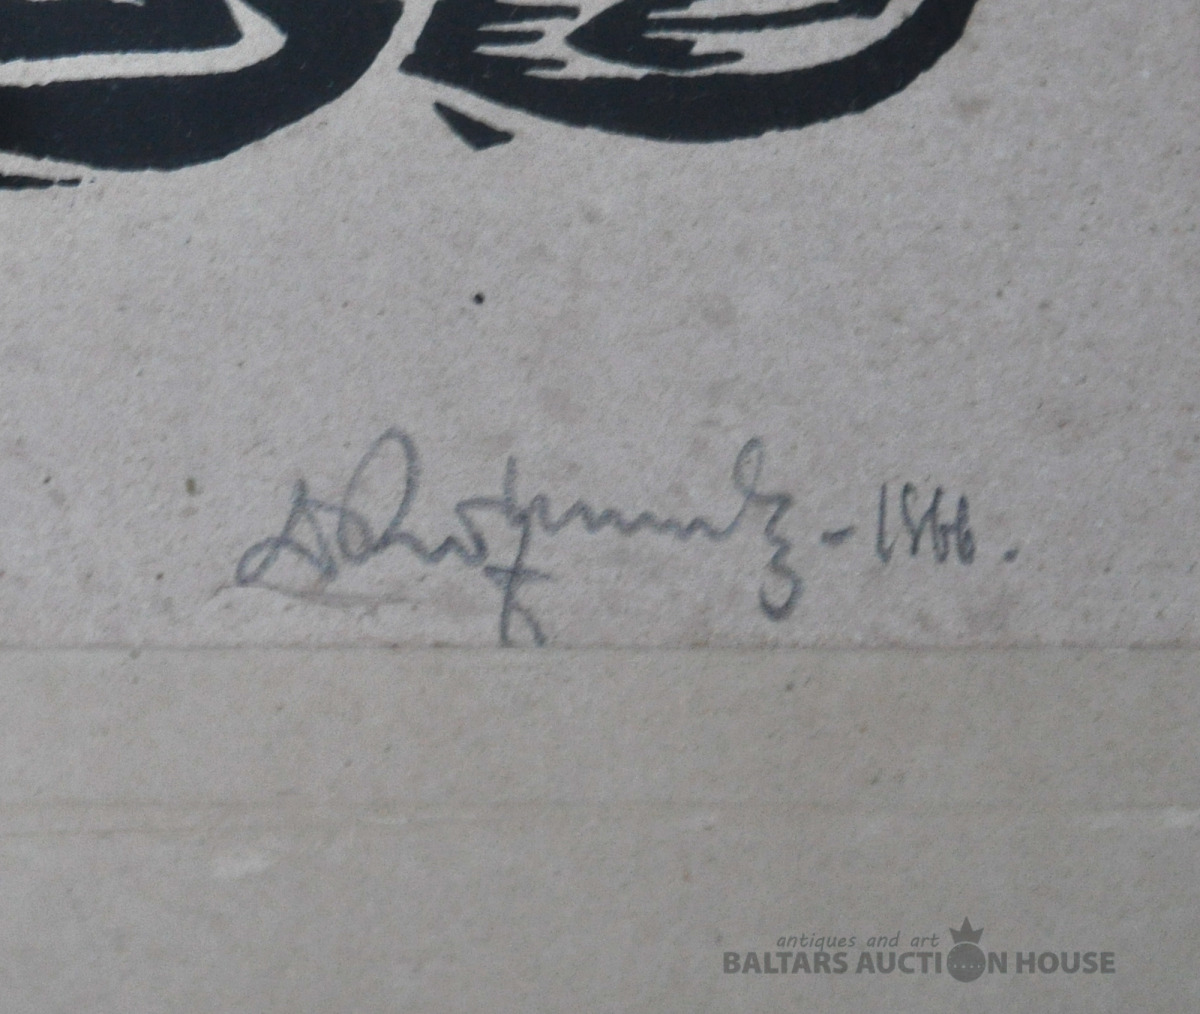 - 1966.
antiques and art
BALTARS AUCTION HOUSE